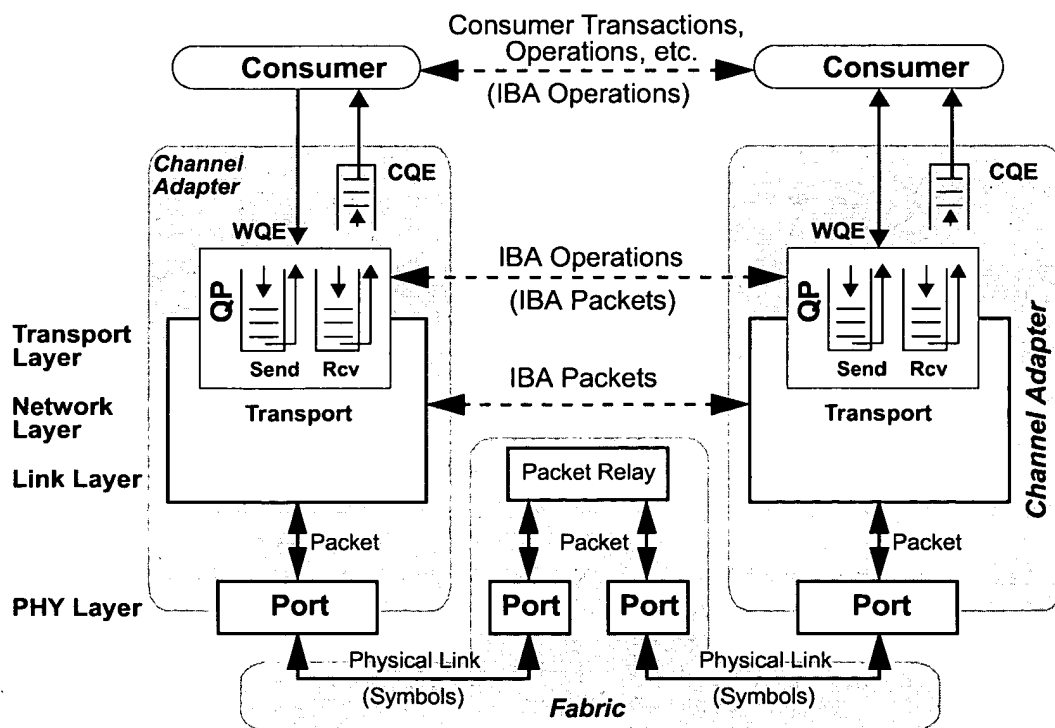 Consumer Transactions,
Operations, etc.
(IBA Operations)
Consumer
Consumer
Channel
Adapter
CQE
CQE
WQE
WQE
IBA Operations
(IBA Packets)
QP
Send
Rcv
QP
Send
Rcv
Transport
Layer
Channel Adapter
IBA Packets
Transport
Transport
Network
Layer
Link Layer
Packet Relay
Packet
Packet
Packet
PHY Layer
Port
Port
Port
Port
Physical Link
(Symbols)
Physical Link
(Symbols)
Fabric